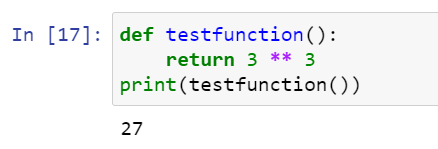 In [17]: def testfunction():
    return 3 ** 3
print(testfunction())
27